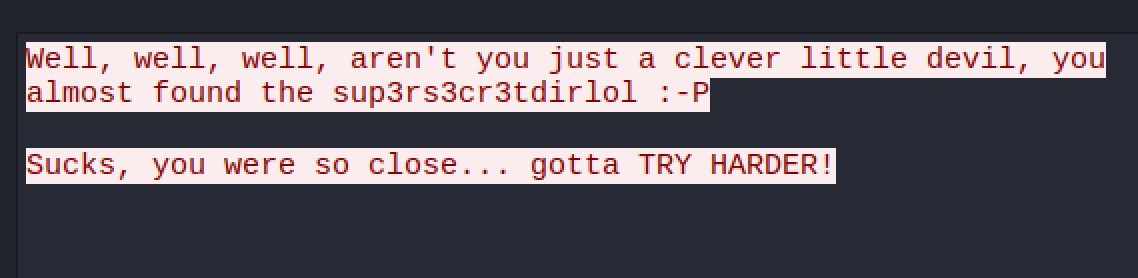 Well, well, well, aren't you just a clever little devil, you
almost found the sup3rs3cr3tdirlol :-P
Sucks, you were so close... gotta TRY HARDER!